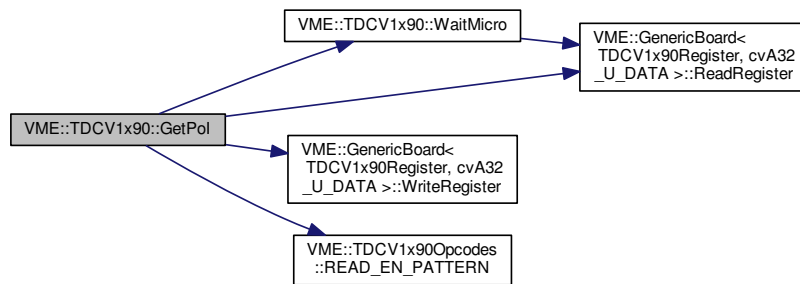 VME::TDCV1x90::WaitMicro
VME::GenericBoard<
TDCV1x90Register, cvA32
_U_DATA >::ReadRegister
VME::TDCV1x90::GetPoI
VME::GenericBoard<
TDCV1x90Register, cvA32
_U_DATA >::WriteRegister
VME::TDCV1x90Opcodes
::READ_EN_PATTERN